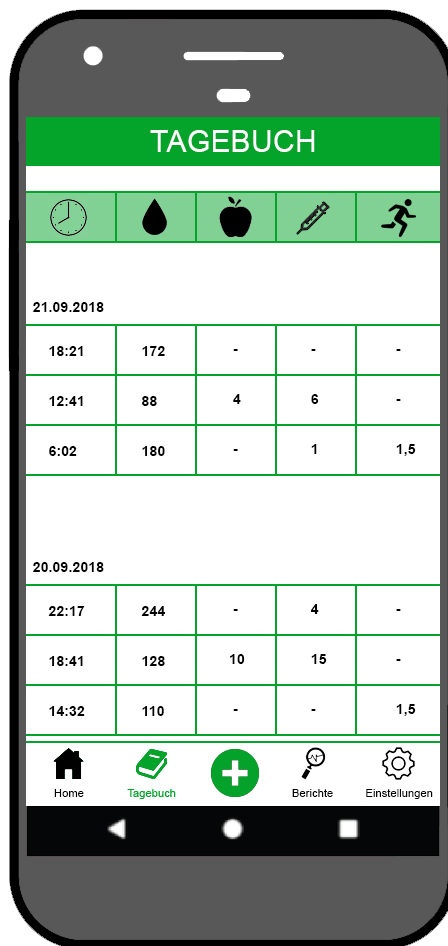 TAGEBUCH
21.09.2018
18:21 172 - - -
12:41 88 4 6 -
6:02 180 - 1 1,5
20.09.2018
22:17 244 - 4 -
18:41 128 10 15 -
14:32 110 - - 1,5
Home Tagebuch Berichte Einstellungen